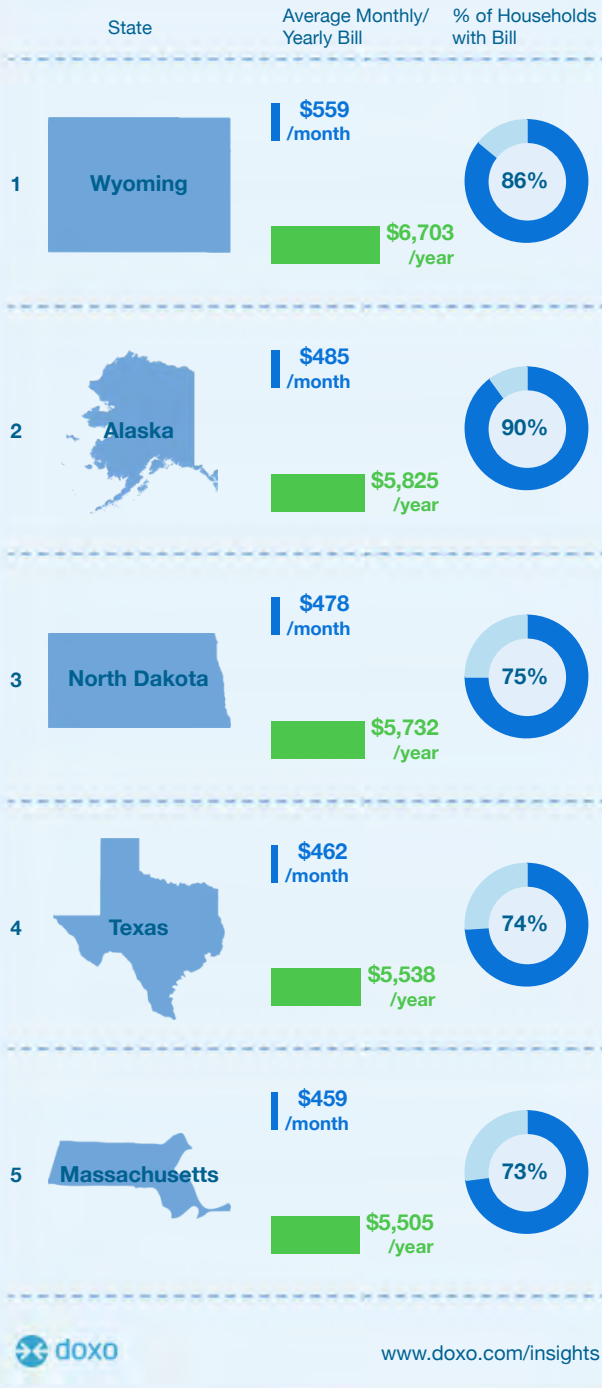 State
Average Monthly/
Yearly Bill
% of Households
with Bill
1
Wyoming
$559
/month
$6,703
/year
86%
2
Alaska
$485
/month
$5,825
/year
90%
3
North Dakota
$478
/month
$5,732
/year
75%
4
Texas
$462
/month
$5,538
/year
74%
5
Massachusetts
$459
/month
$5,505
/year
73%
doxo
www.doxo.com/insights